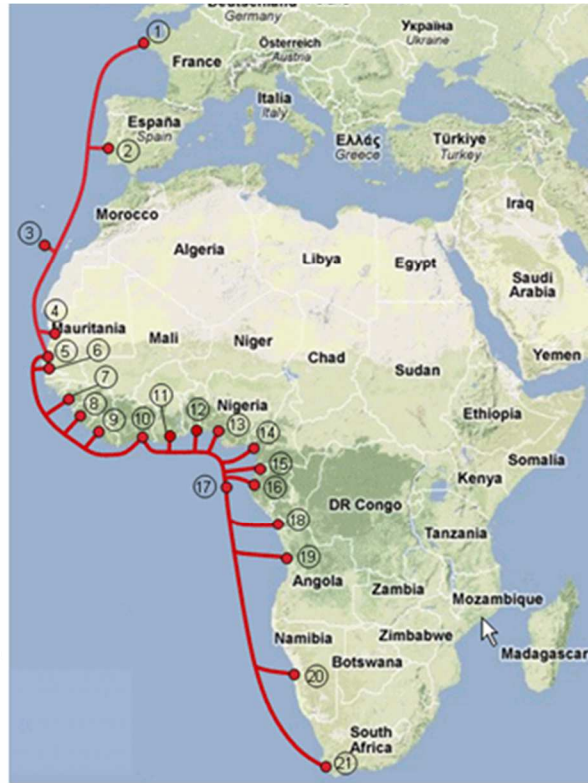 Deutschland
Germany
Україна
Ukraine
1
France
Österreich
Austria
España
Spain
2
Italia
Italy
Ελλάς
Greece
Türkiye
Turkey
Morocco
3
Iraq
Algeria
Libya
Egypt
Saudi
Arabia
4
Mauritania
Mali
Niger
5
6
Chad
Sudan
Yemen
7
8
9
10
11
12
13
14
Nigeria
Ethiopia
Somalia
15
16
17
DR Congo
Kenya
18
Tanzania
19
Angola
Zambia
Mozambique
Namibia
Zimbabwe
Botswana
Madagascar
20
South
Africa
21